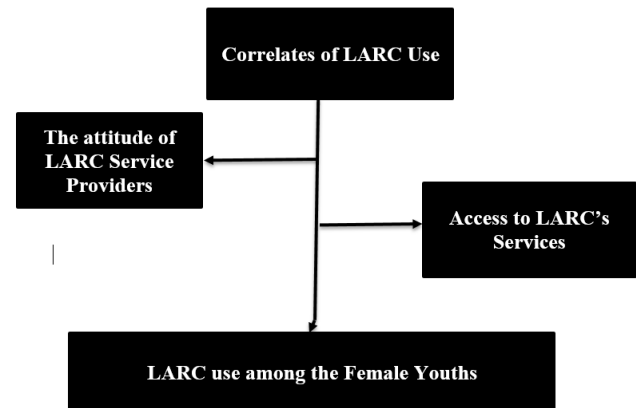 Correlates of LARC Use
The attitude of
LARC Service
Providers
Access to LARC's
Services
LARC use among the Female Youths